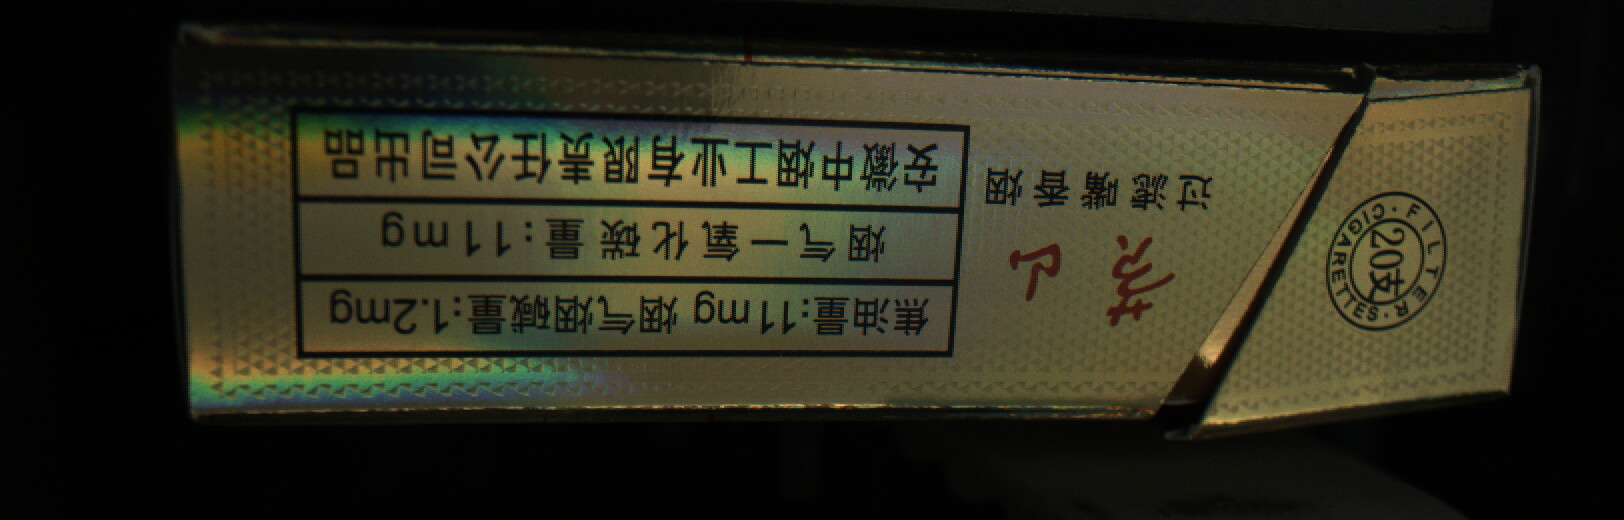 FILTER · CIGARETTES ·
20支
黄山
过滤嘴香烟
焦油量:11mg 烟气烟碱量:1.2mg
烟气一氧化碳量:11mg
安徽中烟工业有限责任公司出品